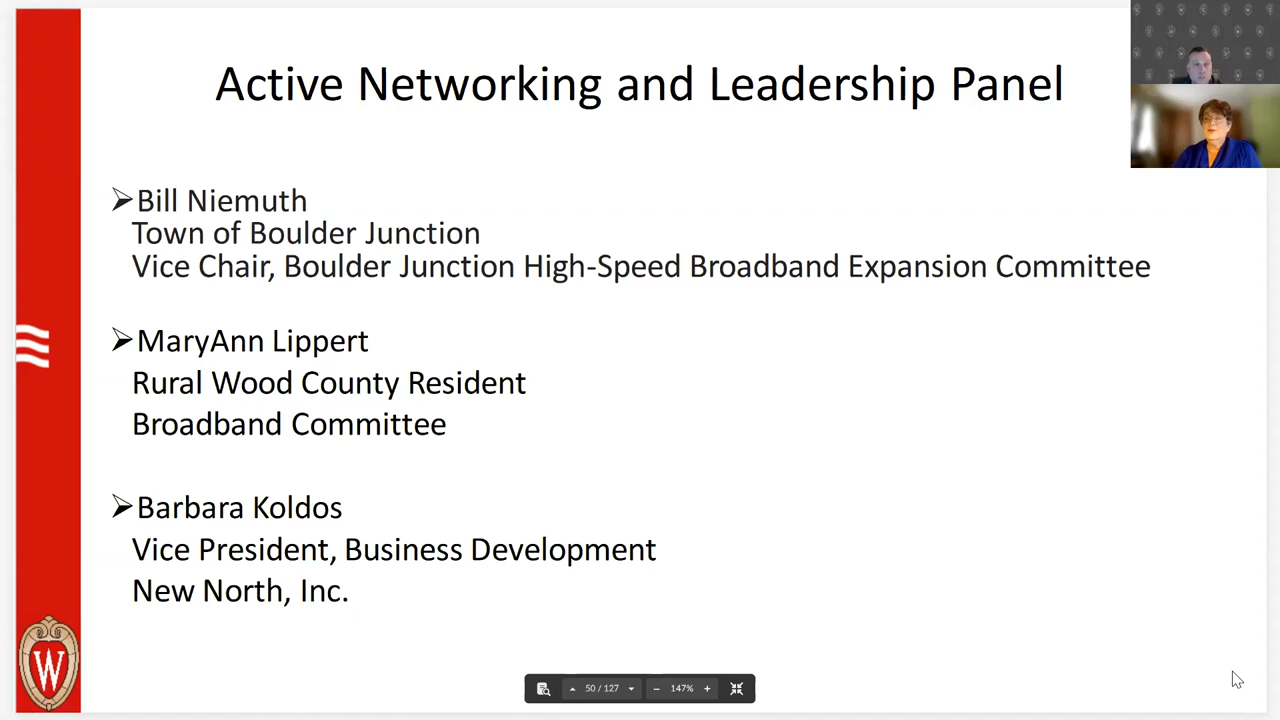 Active Networking and Leadership Panel
Bill Niemuth
Town of Boulder Junction
Vice Chair, Boulder Junction High-Speed Broadband Expansion Committee
MaryAnn Lippert
Rural Wood County Resident
Broadband Committee
Barbara Koldos
Vice President, Business Development
New North, Inc.
W
50 / 127
147%